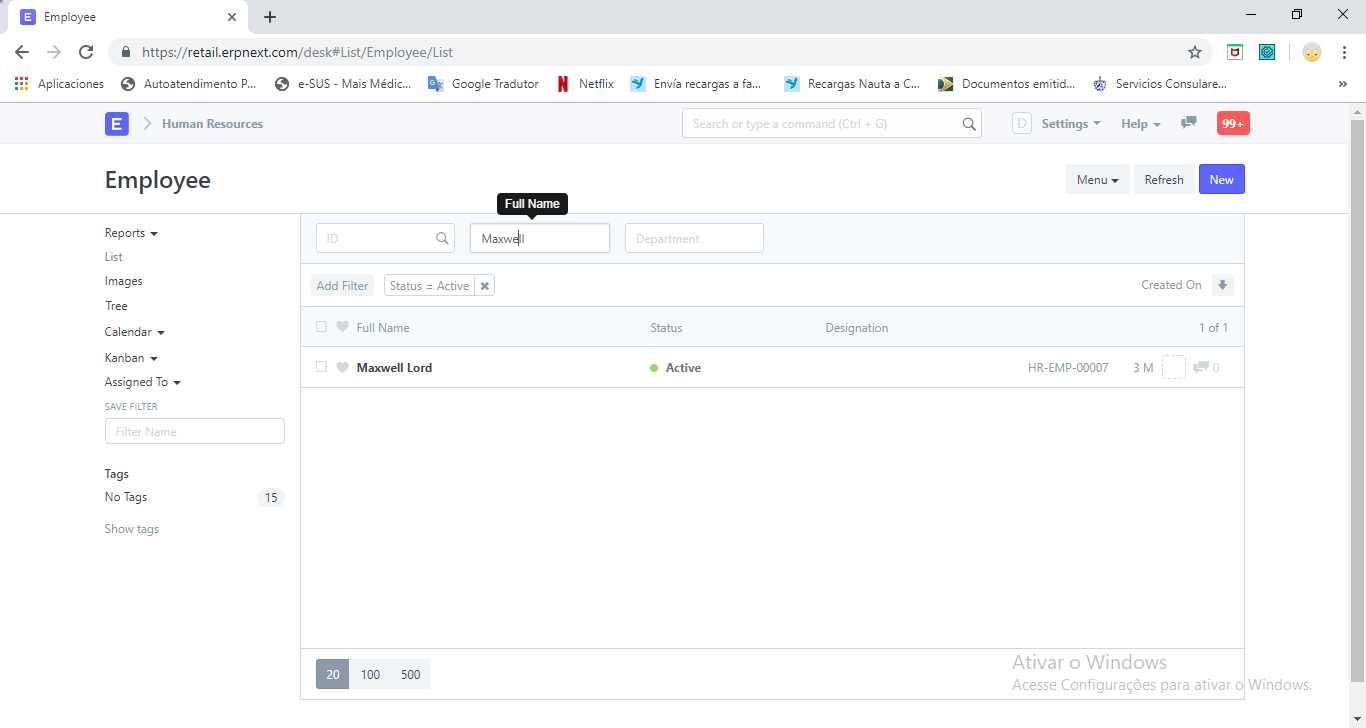 E Employee
https://retail.erpnext.com/desk#List/Employee/List
Aplicaciones Autoatendimento P... e-SUS - Mais Médic... Google Tradutor Netflix Envía recargas a fa... Recargas Nauta a C... Documentos emitid... Servicios Consulare... »
E Human Resources Search or type a command (Ctrl + G) D Settings Help 99+
Employee Menu Refresh New
Full Name
Reports
List
Images
Tree
Calendar
Kanban
Assigned To
SAVE FILTER
Filter Name
Tags
No Tags 15
Show tags
ID Maxwell Department
Add Filter Status = Active Created On
Full Name Status Designation 1 of 1
Maxwell Lord Active HR-EMP-00007 3 M 0
20 100 500
Ativar o Windows
Acesse Configurações para ativar o Windows.